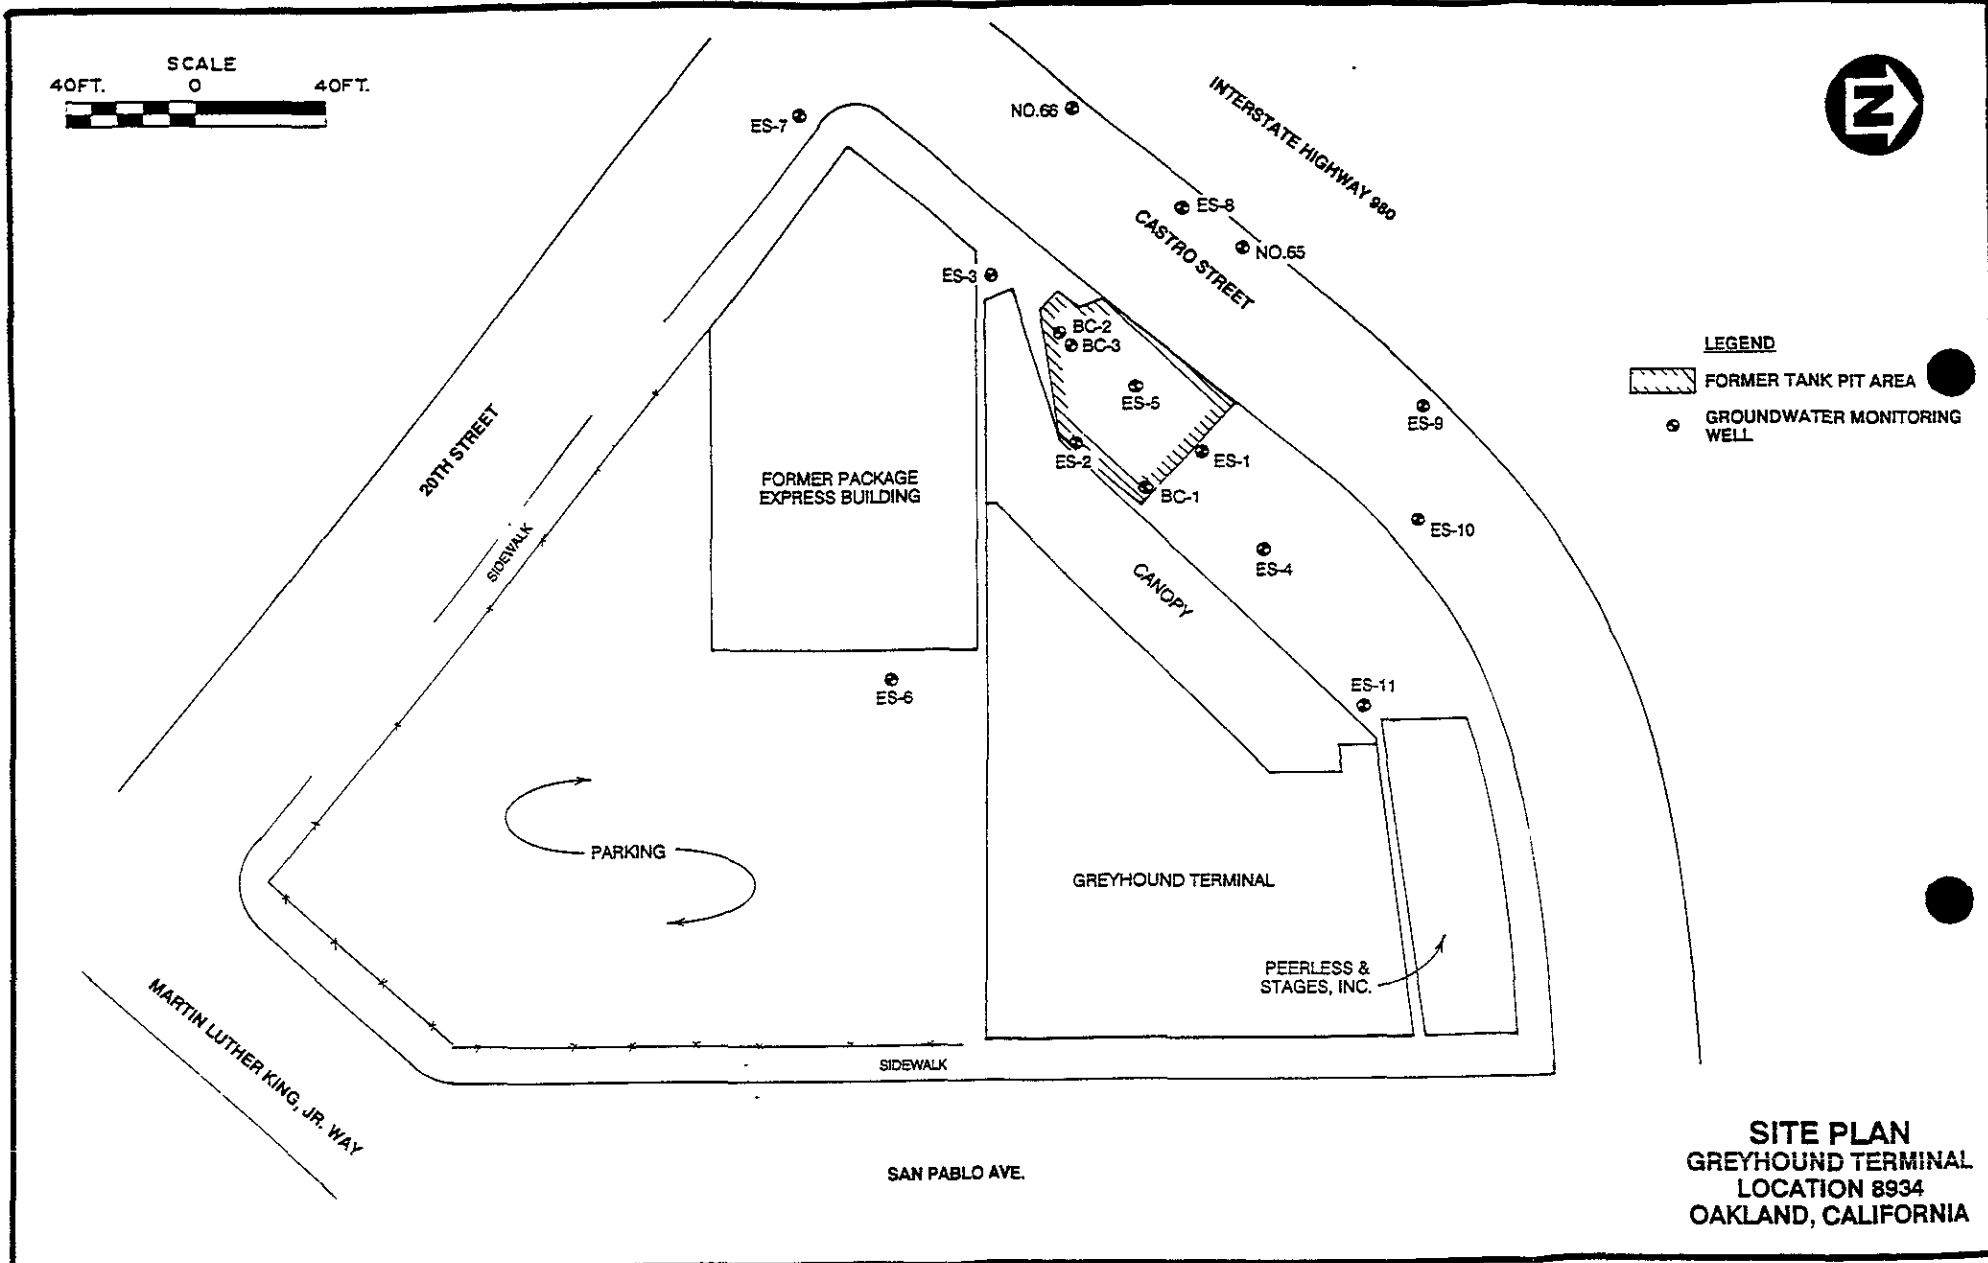 SCALE
40FT. 0 40FT.
N
INTERSTATE HIGHWAY 980
NO.66
ES-7
ES-8
CASTRO STREET
NO.65
ES-3
BC-2
BC-3
ES-5
LEGEND
FORMER TANK PIT AREA
GROUNDWATER MONITORING
WELL
ES-9
20TH STREET
ES-2
ES-1
FORMER PACKAGE
EXPRESS BUILDING
BC-1
ES-10
SIDEWALK
ES-4
CANOPY
ES-6
ES-11
PARKING
GREYHOUND TERMINAL
PEERLESS &
STAGES, INC.
MARTIN LUTHER KING, JR. WAY
SIDEWALK
SAN PABLO AVE.
SITE PLAN
GREYHOUND TERMINAL
LOCATION 8934
OAKLAND, CALIFORNIA